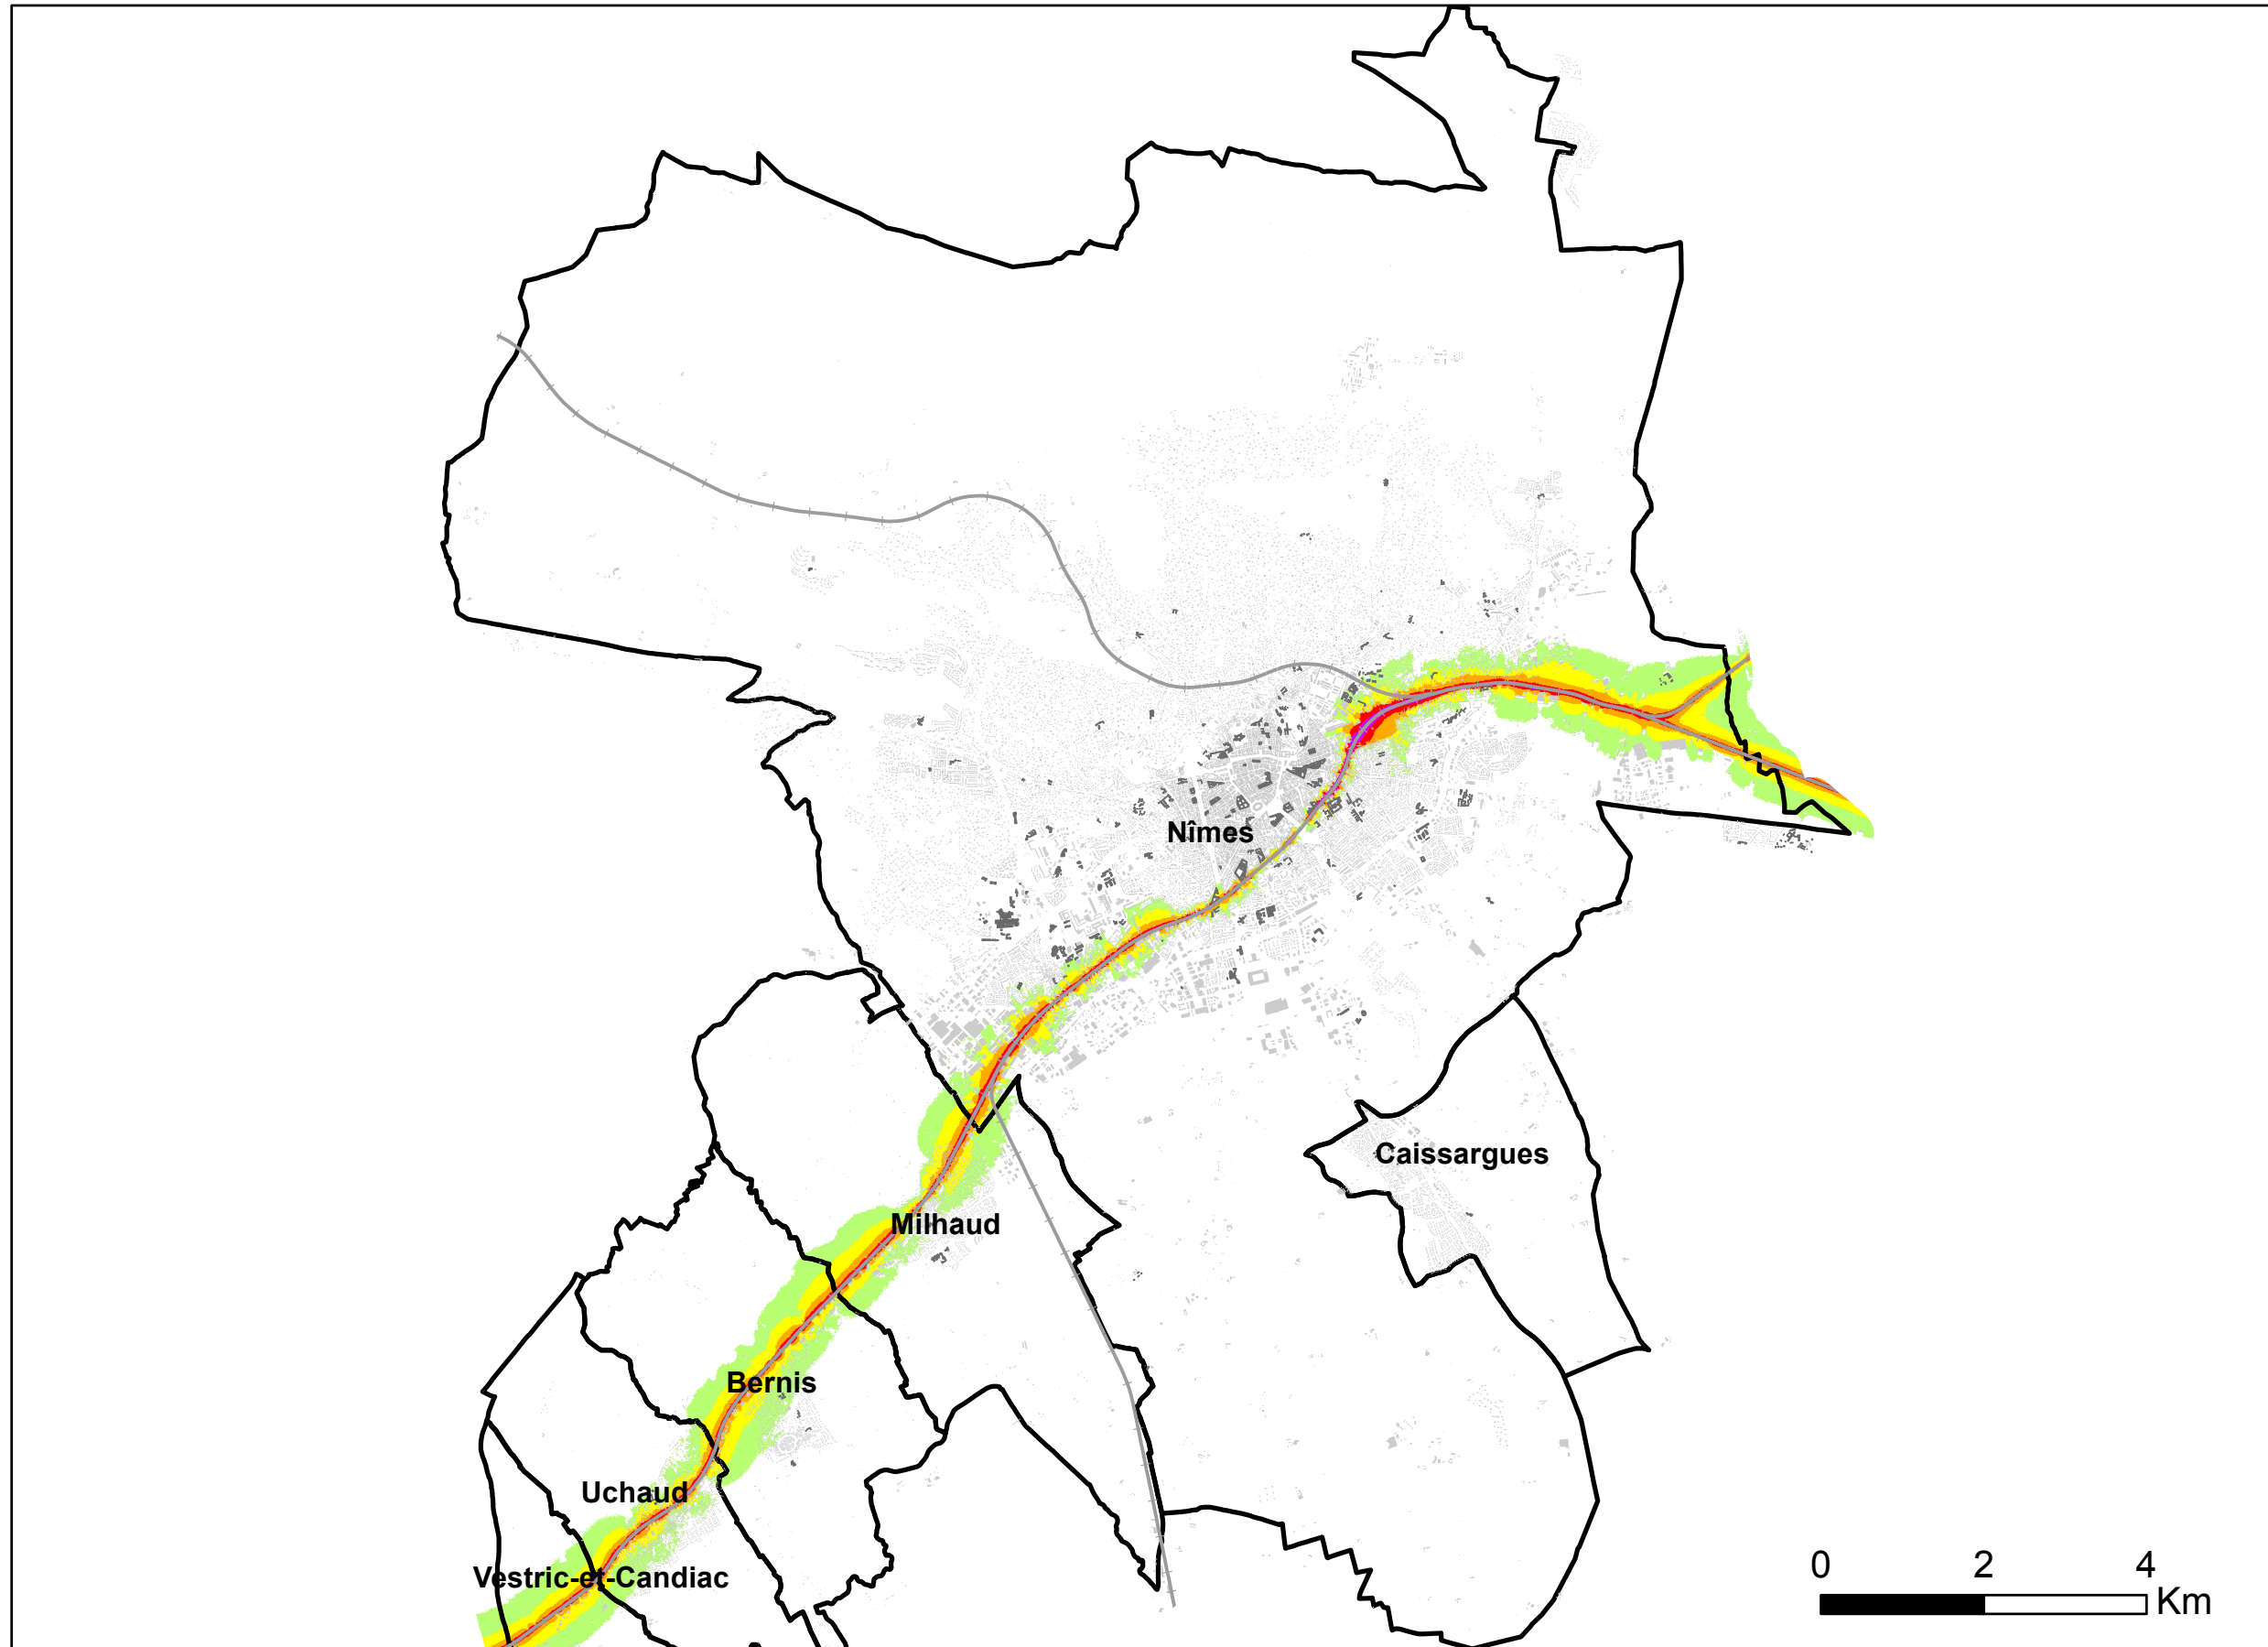 Nîmes
Caissargues
Milhaud
Bernis
Uchaud
Vestric-et-Candiac
0 2 4
Km